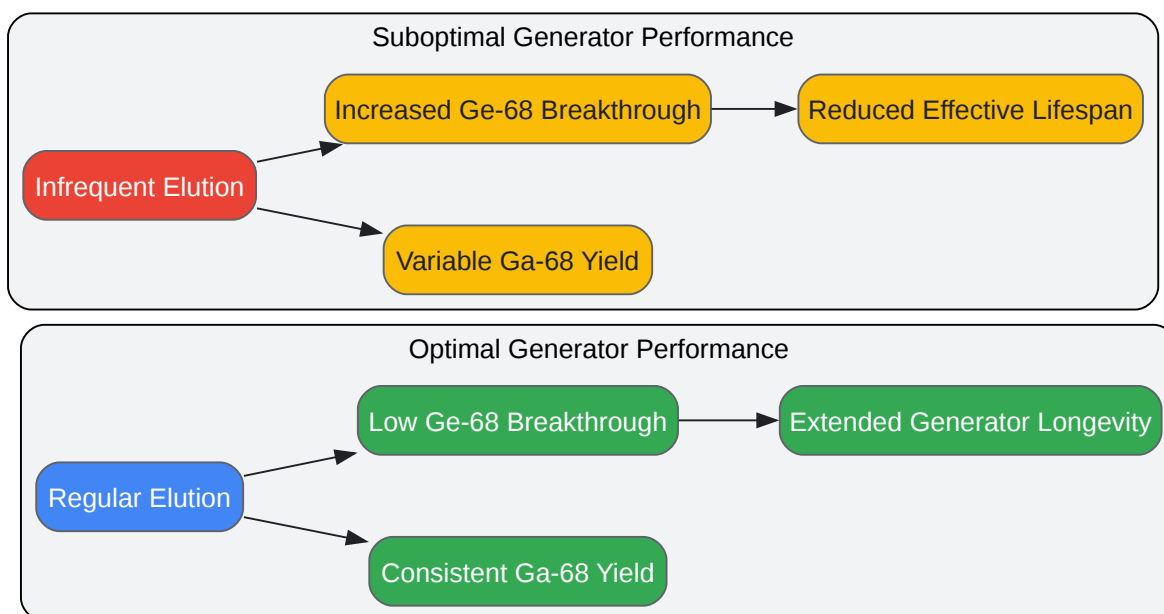 Suboptimal Generator Performance
Increased Ge-68 Breakthrough
Reduced Effective Lifespan
Infrequent Elution
Variable Ga-68 Yield
Optimal Generator Performance
Low Ge-68 Breakthrough
Extended Generator Longevity
Regular Elution
Consistent Ga-68 Yield